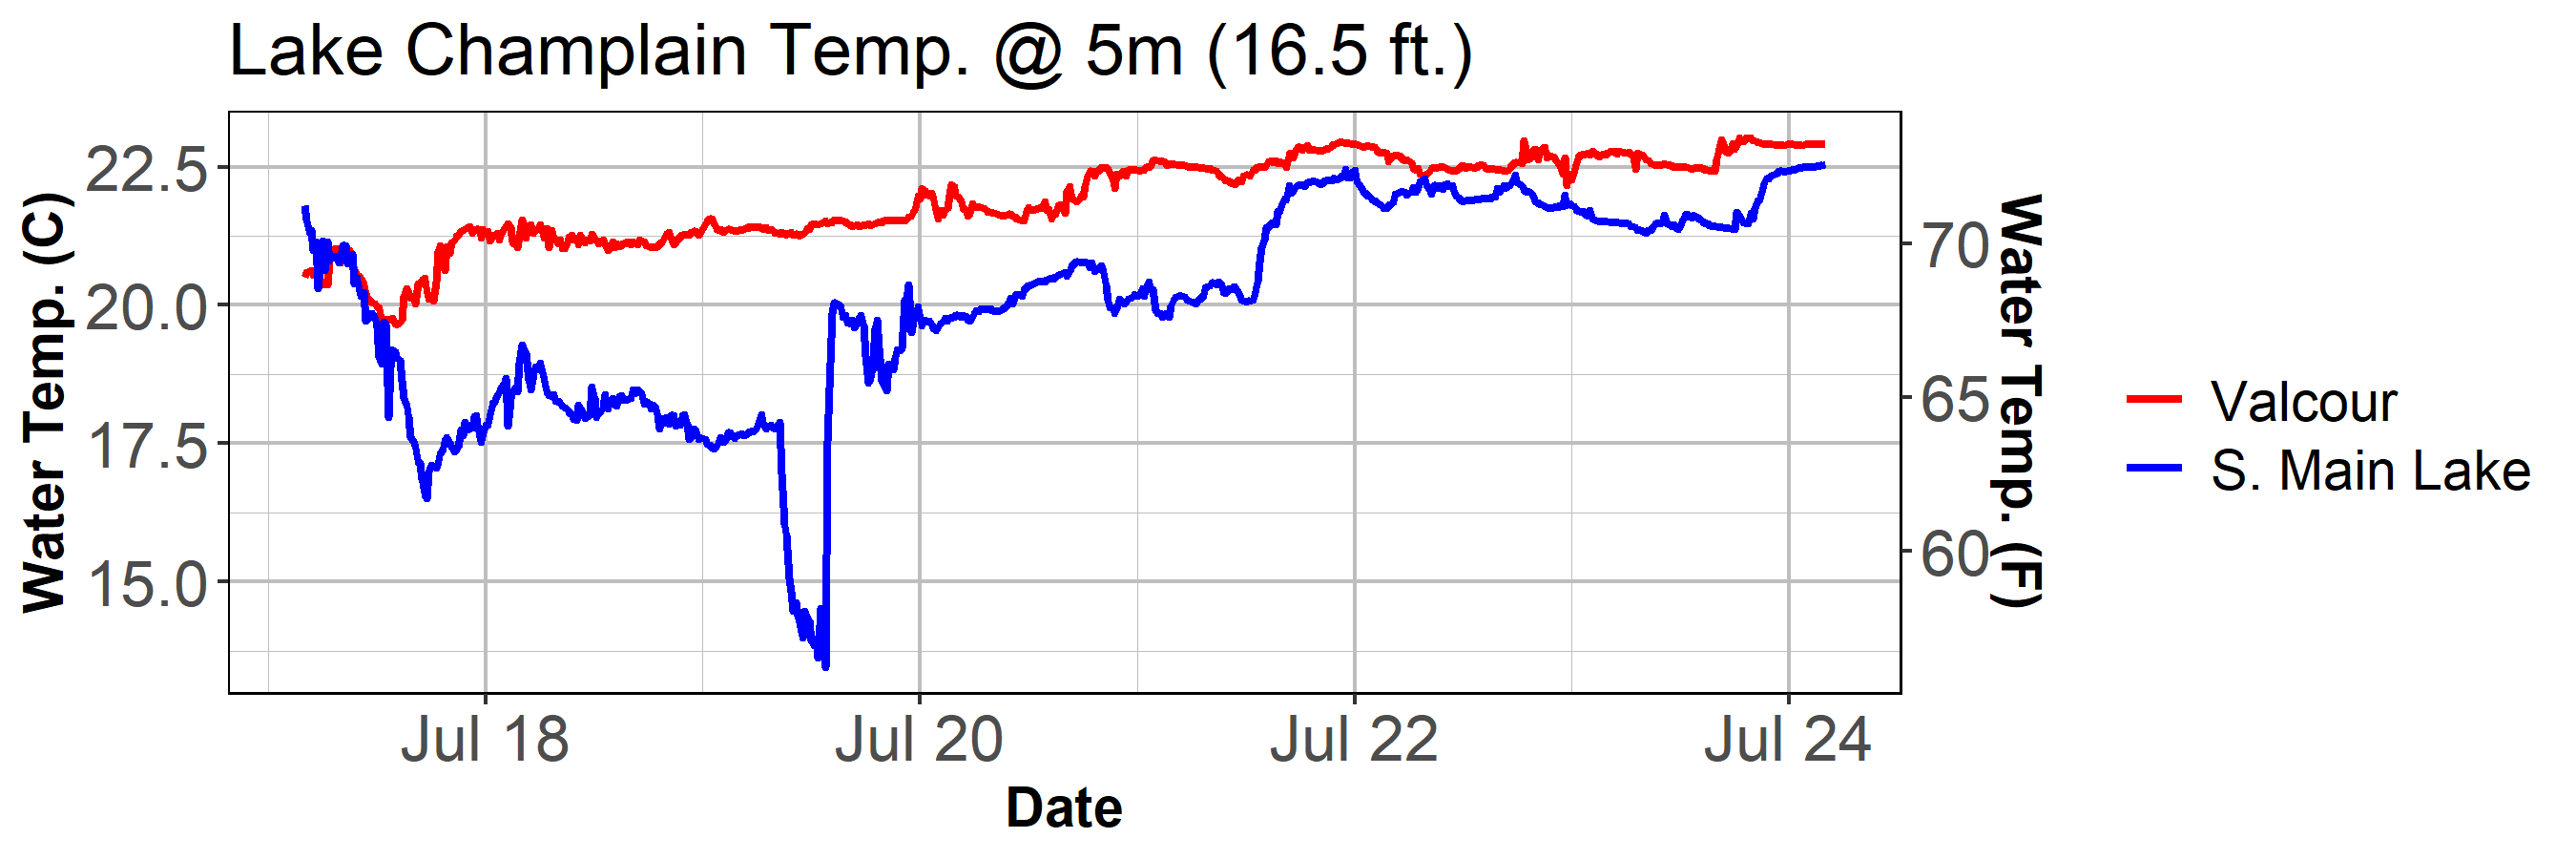 Lake Champlain Temp. @ 5m (16.5 ft.)
Water Temp. (C)
22.5
20.0
17.5
15.0
70
65
60
Water Temp. (F)
Jul 18
Jul 20
Jul 22
Jul 24
Date
Valcour
S. Main Lake